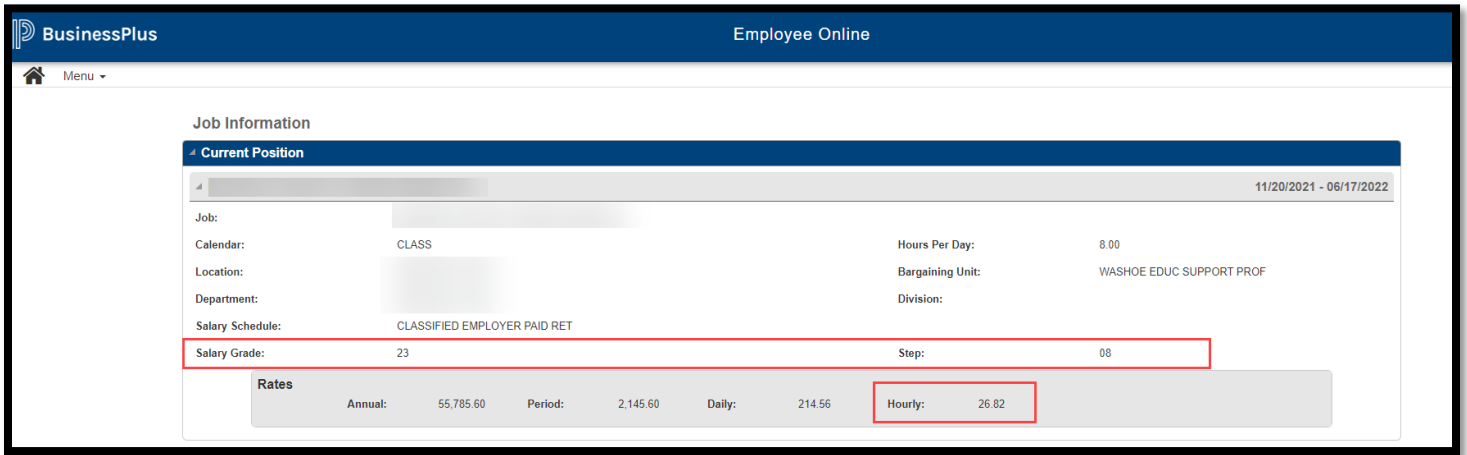 BusinessPlus Employee Online
Menu
Job Information
Current Position
11/20/2021 - 06/17/2022
Job:
Calendar: CLASS Hours Per Day: 8.00
Location: Bargaining Unit: WASHOE EDUC SUPPORT PROF
Department: Division:
Salary Schedule: CLASSIFIED EMPLOYER PAID RET
Salary Grade: 23 Step: 08
Rates
Annual: 55,785.60 Period: 2,145.60 Daily: 214.56 Hourly: 26.82